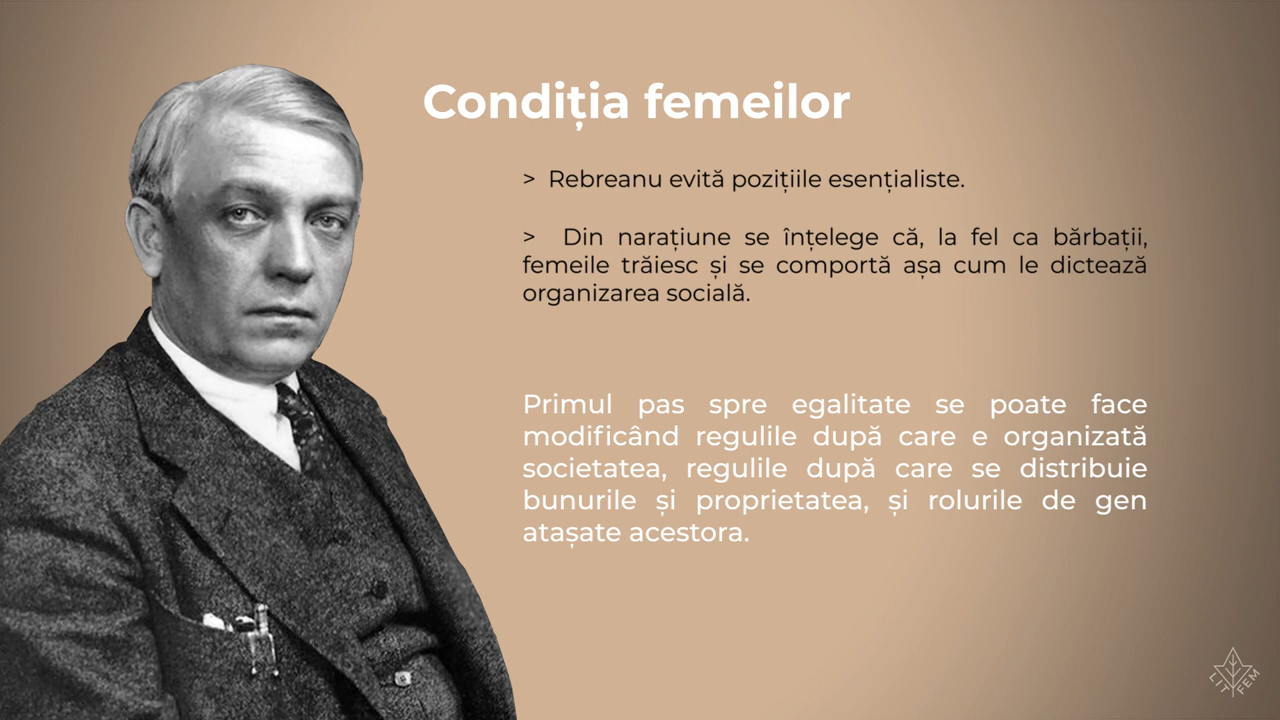 Condiția femeilor
> Rebreanu evită pozițiile esențialiste.
> Din narațiune se înțelege că, la fel ca bărbații,
femeile trăiesc și se comportă așa cum le dictează
organizarea socială.
Primul pas spre egalitate se poate face
modificând regulile după care e organizată
societatea, regulile după care se distribuie
bunurile și proprietatea, și rolurile de gen
atașate acestora.
LIT FEM